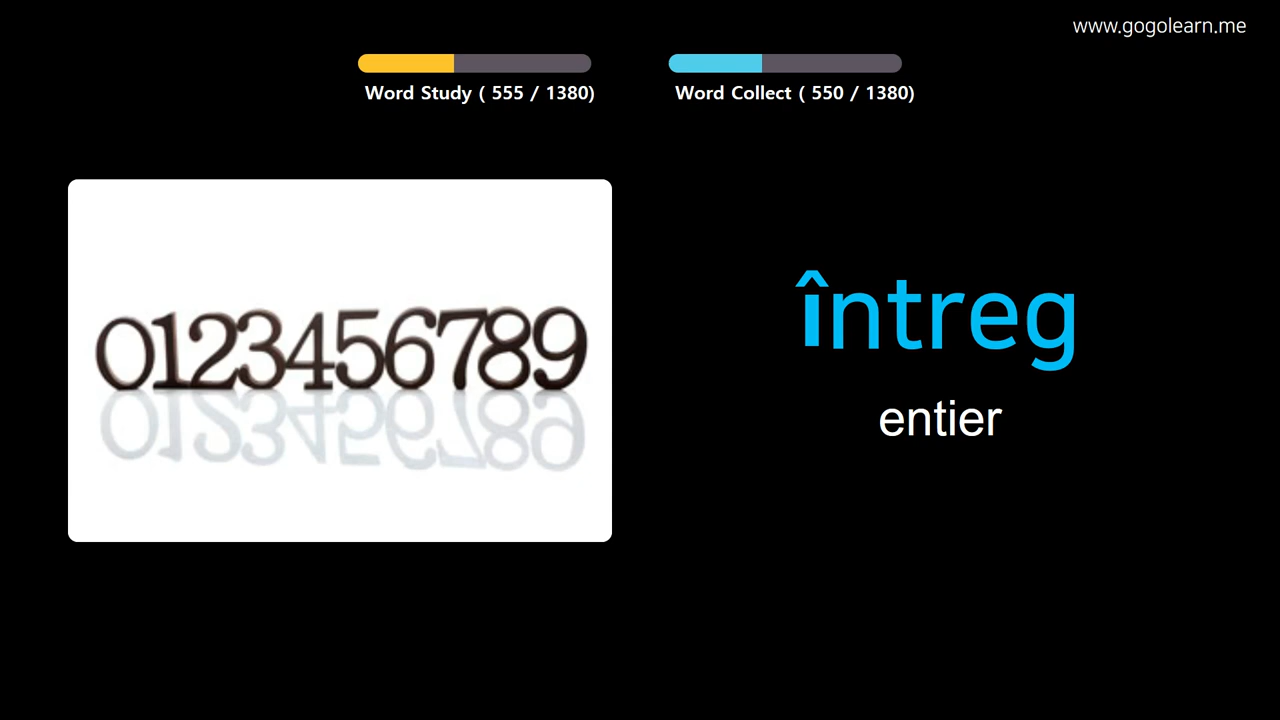 www.gogolearn.me
Word Study ( 555 / 1380)
Word Collect ( 550 / 1380)
0123456789
întreg
entier